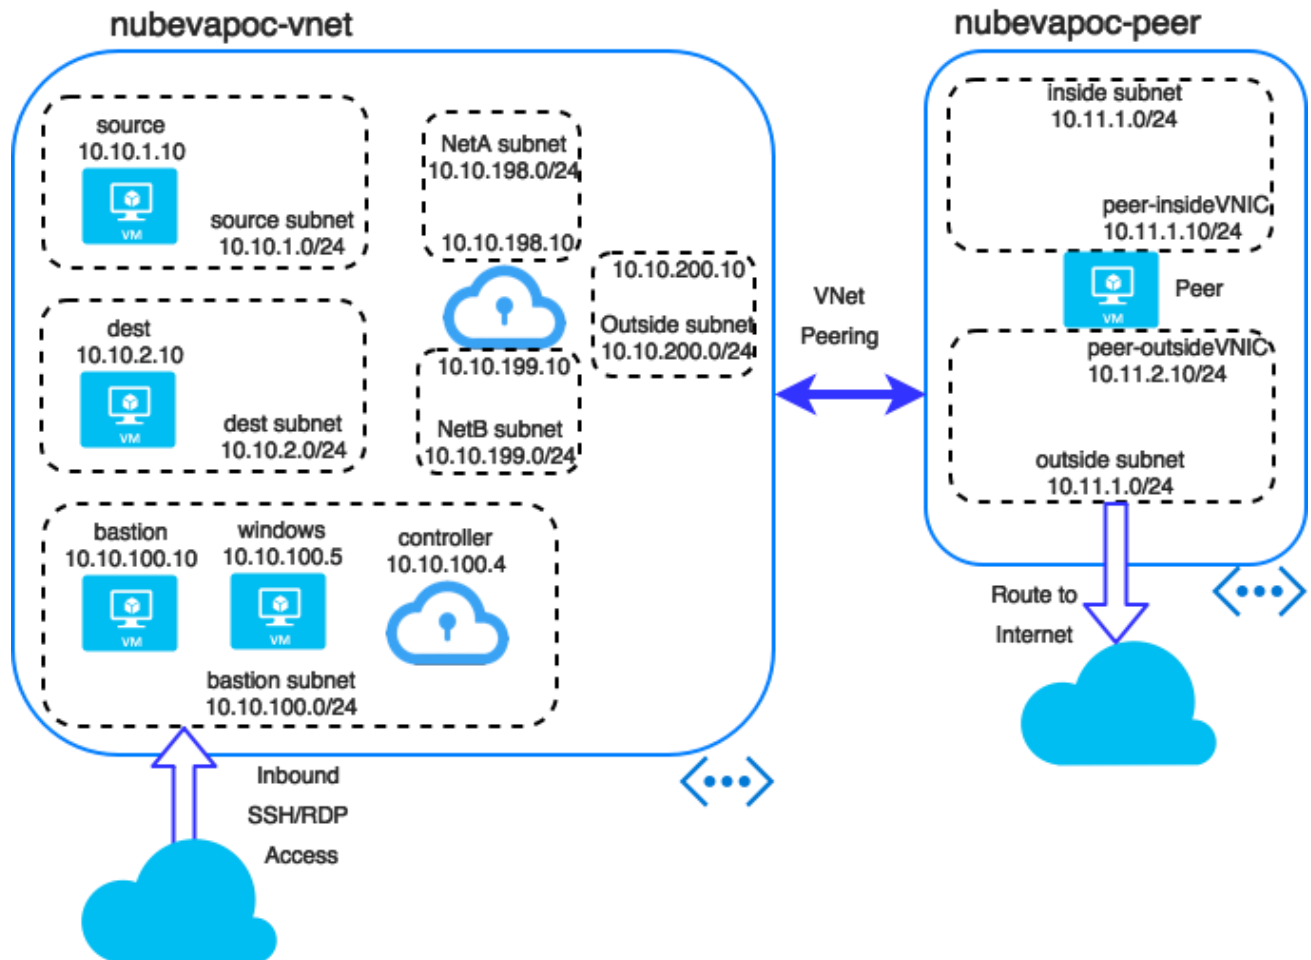 nubevapoc-vnet
source
10.10.1.10
VM
source subnet
10.10.1.0/24
NetA subnet
10.10.198.0/24
10.10.198.10
10.10.200.10
Outside subnet
10.10.200.0/24
dest
10.10.2.10
VM
dest subnet
10.10.2.0/24
10.10.199.10
NetB subnet
10.10.199.0/24
bastion
10.10.100.10
VM
windows
10.10.100.5
VM
controller
10.10.100.4
bastion subnet
10.10.100.0/24
Inbound
SSH/RDP
Access
VNet
Peering
nubevapoc-peer
inside subnet
10.11.1.0/24
peer-insideVNIC
10.11.1.10/24
VM
Peer
peer-outsideVNIC
10.11.2.10/24
outside subnet
10.11.1.0/24
Route to
Internet